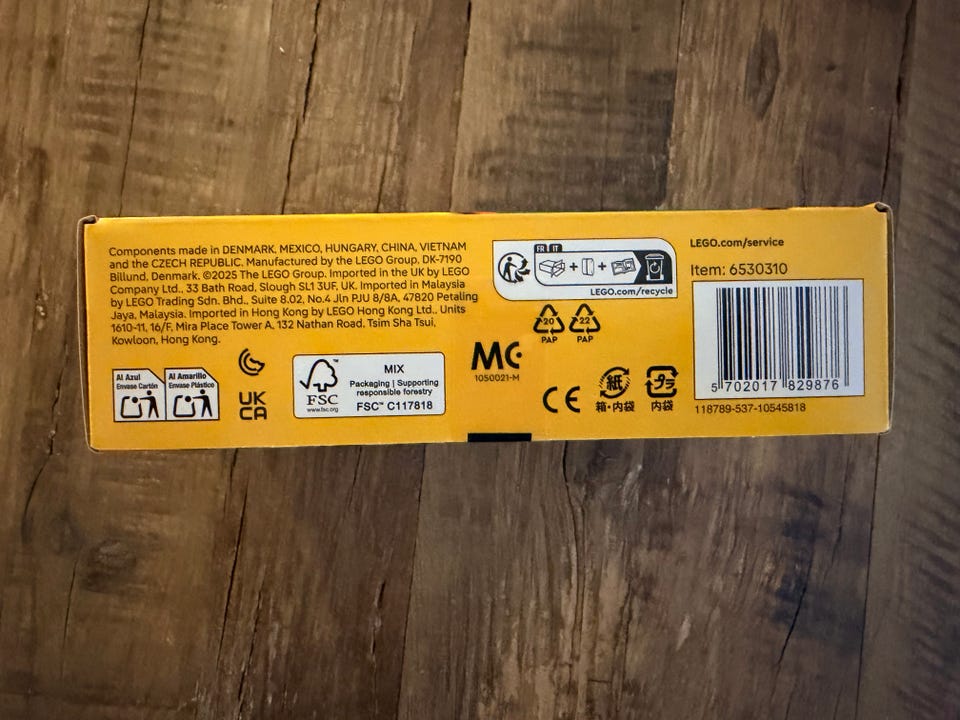 Components made in DENMARK, MEXICO, HUNGARY, CHINA, VIETNAM
and the CZECH REPUBLIC. Manufactured by the LEGO Group. DK-7190
Billund, Denmark. ©2025 The LEGO Group. Imported in the UK by LEGO
Company Ltd., 33 Bath Road, Slough SL1 3UF, UK. Imported in Malaysia
by LEGO Trading Sdn. Bhd., Suite 8.02, No.4 Jln PJU 8/8A, 47820 Petaling
Jaya, Malaysia. Imported in Hong Kong by LEGO Hong Kong Ltd., Units
1610-11, 16/F, Mira Place Tower A, 132 Nathan Road, Tsim Sha Tsui,
Kowloon, Hong Kong.
Al Azul
Envase Cartón
Al Amarillo
Envase Plástico
UK
CA
FSC™
www.fsc.org
MIX
Packaging | Supporting
responsible forestry
FSC™ C117818
MC
1050021-M
FR IT
+ +
LEGO.com/recycle
20
PAP
22
PAP
CE
紙
箱・内袋
プラ
内袋
LEGO.com/service
Item: 6530310
5 702017 829876
118789-537-10545818